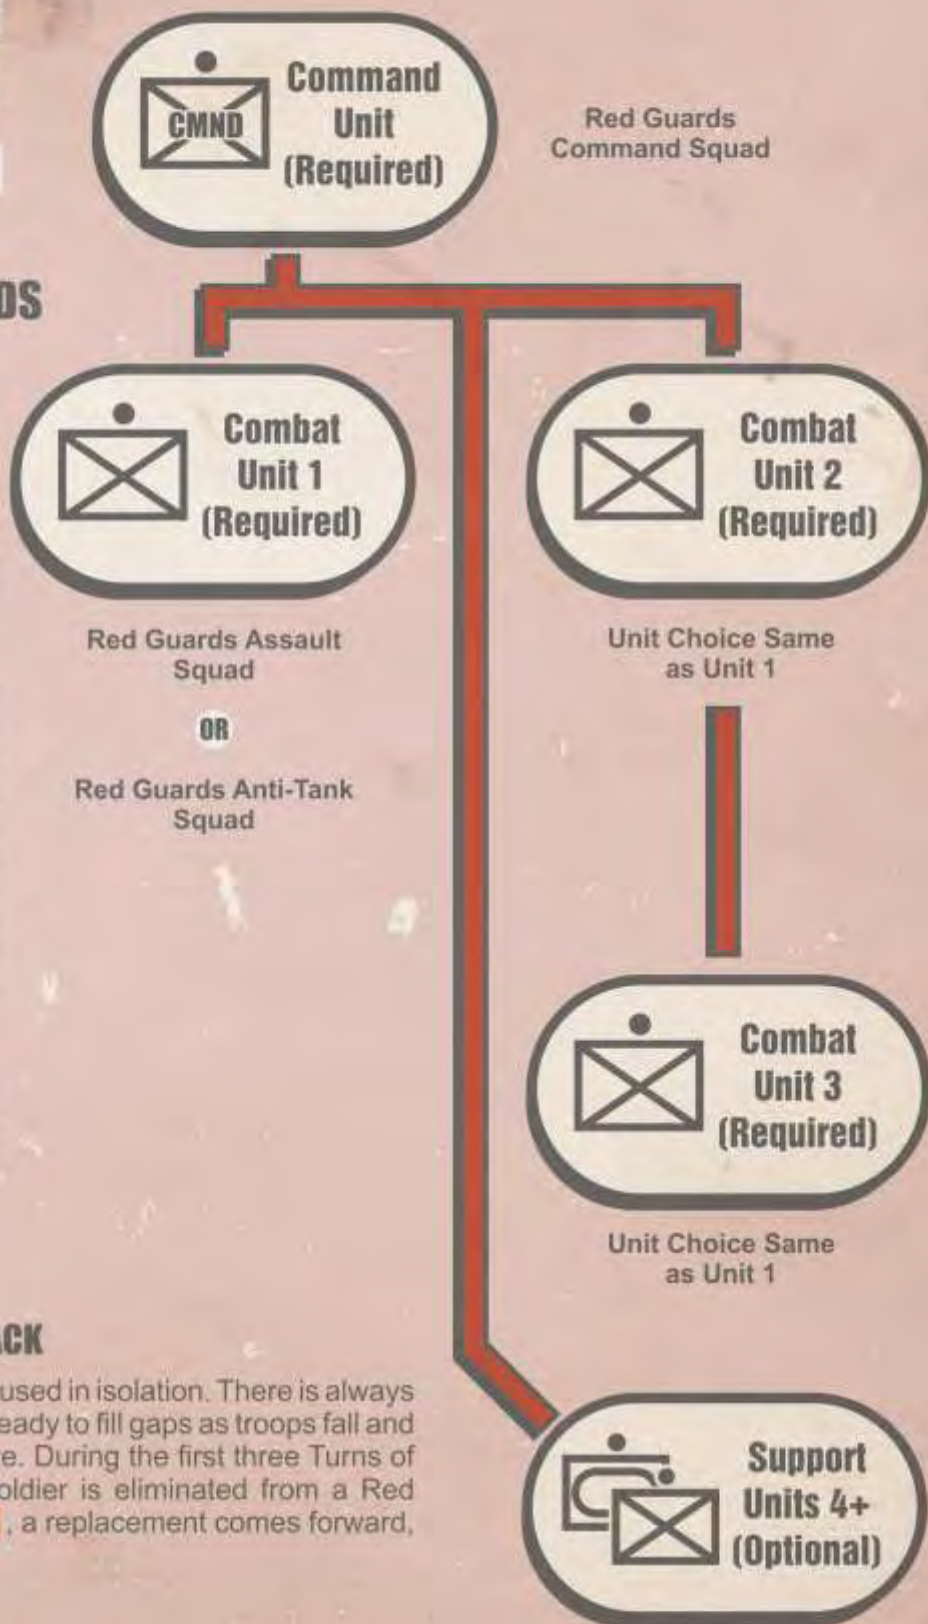 CMND
Command
Unit
(Required)
Red Guards
Command Squad
DS
Combat
Unit 1
(Required)
Red Guards Assault
Squad
OR
Red Guards Anti-Tank
Squad
Combat
Unit 2
(Required)
Unit Choice Same
as Unit 1
Combat
Unit 3
(Required)
Unit Choice Same
as Unit 1
ACK
used in isolation. There is always
eady to fill gaps as troops fall and
e. During the first three Turns of
oldier is eliminated from a Red
, a replacement comes forward,
Support
Units 4+
(Optional)